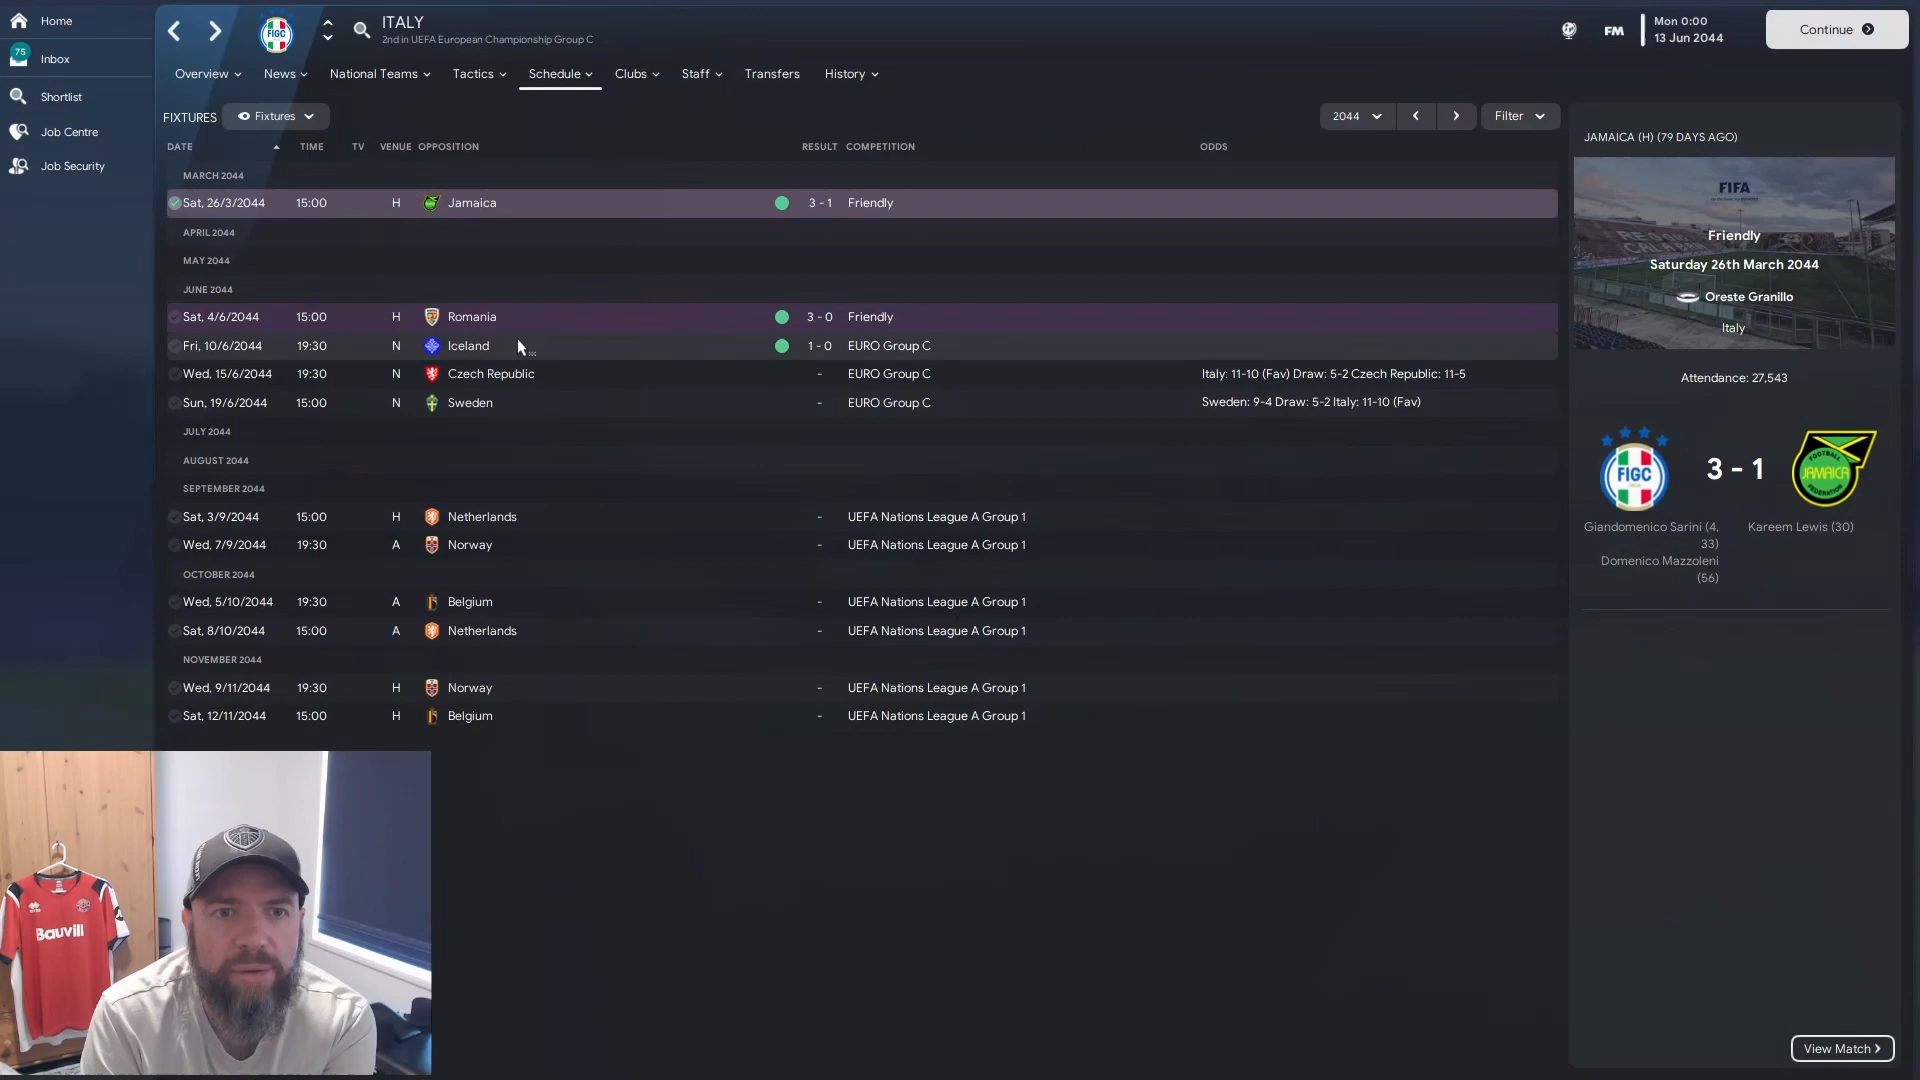 Home
75
Inbox
Shortlist
Job Centre
Job Security
FIGC
ITALY
2nd in UEFA European Championship Group C
FM
Mon 0:00
13 Jun 2044
Continue
Overview
News
National Teams
Tactics
Schedule
Clubs
Staff
Transfers
History
FIXTURES
Fixtures
2044
Filter
DATE TIME TV VENUE OPPOSITION RESULT COMPETITION ODDS
MARCH 2044
Sat, 26/3/2044 15:00 H Jamaica 3 - 1 Friendly
APRIL 2044
MAY 2044
JUNE 2044
Sat, 4/6/2044 15:00 H Romania 3 - 0 Friendly
Fri, 10/6/2044 19:30 N Iceland 1 - 0 EURO Group C
Wed, 15/6/2044 19:30 N Czech Republic - EURO Group C Italy: 11-10 (Fav) Draw: 5-2 Czech Republic: 11-5
Sun, 19/6/2044 15:00 N Sweden - EURO Group C Sweden: 9-4 Draw: 5-2 Italy: 11-10 (Fav)
JULY 2044
AUGUST 2044
SEPTEMBER 2044
Sat, 3/9/2044 15:00 H Netherlands - UEFA Nations League A Group 1
Wed, 7/9/2044 19:30 A Norway - UEFA Nations League A Group 1
OCTOBER 2044
Wed, 5/10/2044 19:30 A Belgium - UEFA Nations League A Group 1
Sat, 8/10/2044 15:00 A Netherlands - UEFA Nations League A Group 1
NOVEMBER 2044
Wed, 9/11/2044 19:30 H Norway - UEFA Nations League A Group 1
Sat, 12/11/2044 15:00 H Belgium - UEFA Nations League A Group 1
JAMAICA (H) (79 DAYS AGO)
FIFA
Friendly
Saturday 26th March 2044
Oreste Granillo
Italy
Attendance: 27,543
FIGC
3 - 1
FOOTBALL
JAMAICA
FEDERATION
Giandomenico Sarini (4,
33)
Domenico Mazzoleni
(56)
Kareem Lewis (30)
View Match
Bauvill